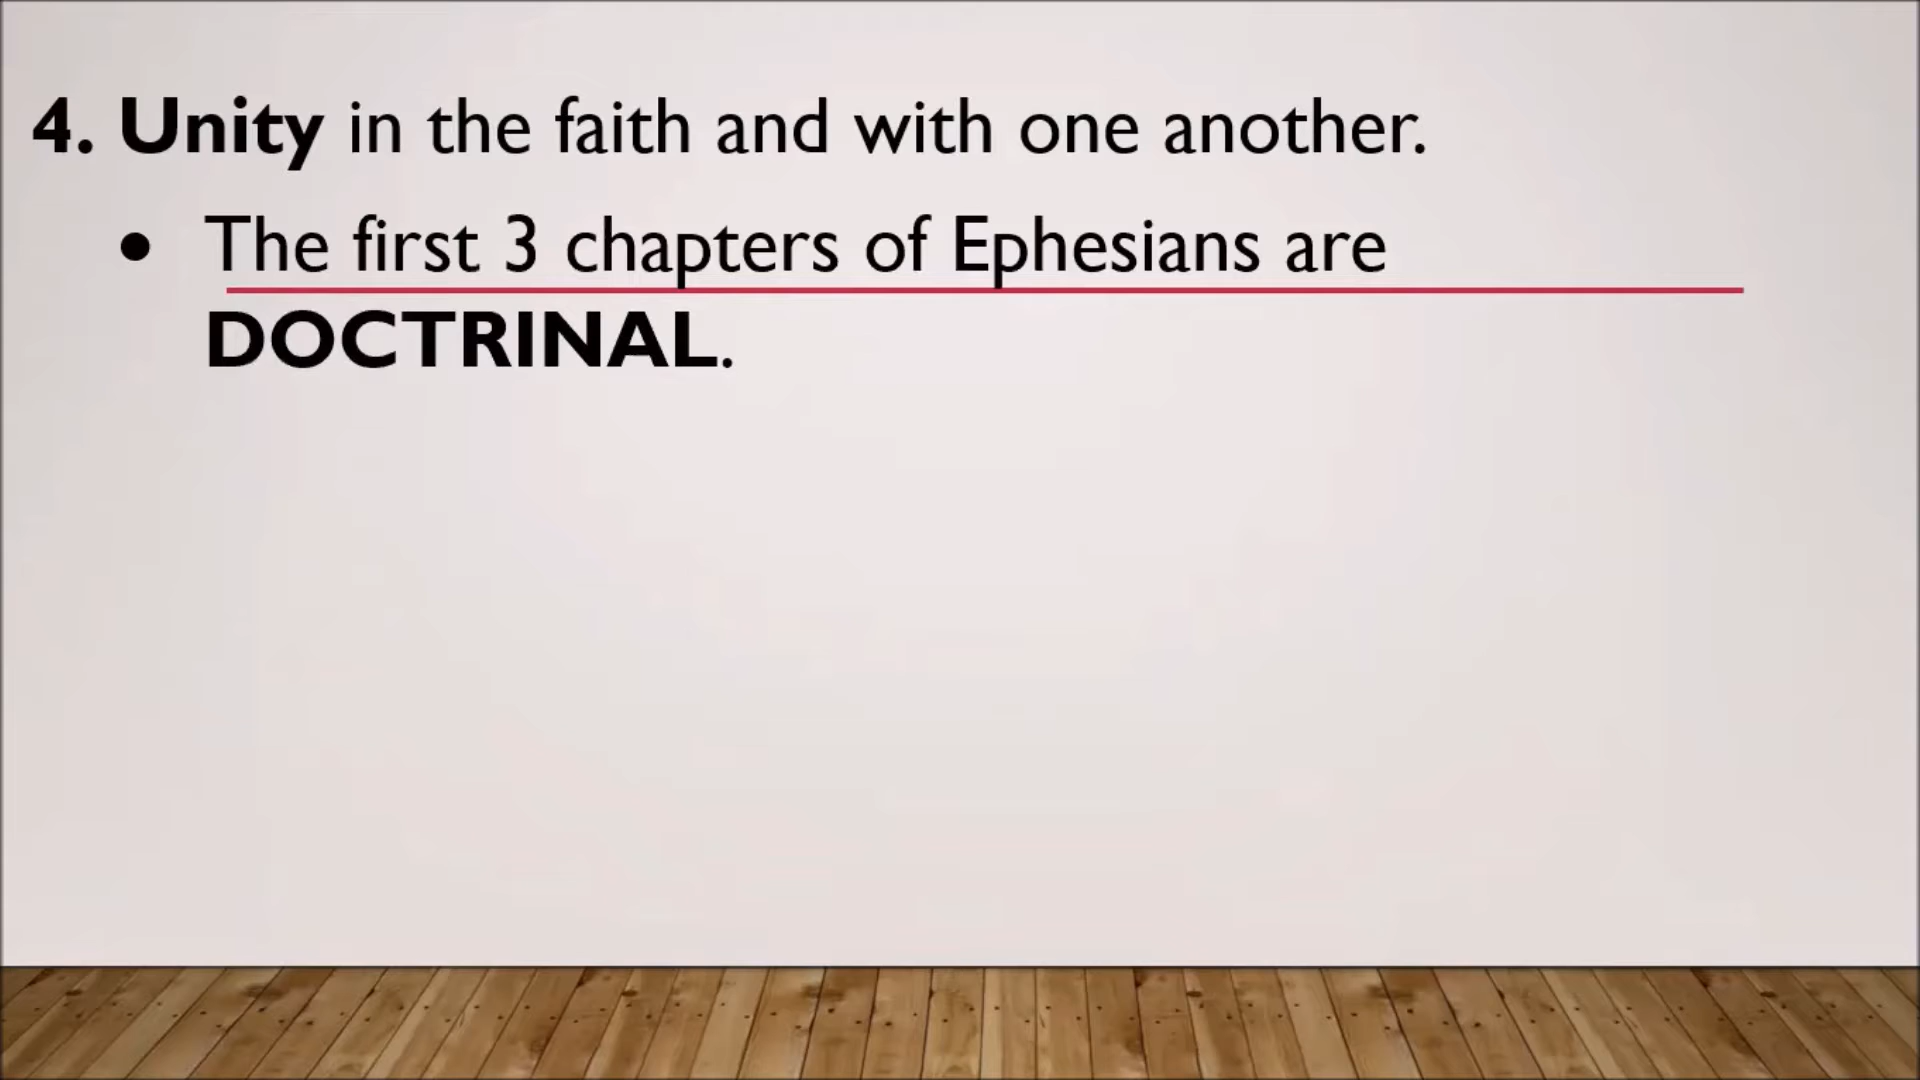 4. Unity in the faith and with one another.
• The first 3 chapters of Ephesians are
DOCTRINAL.